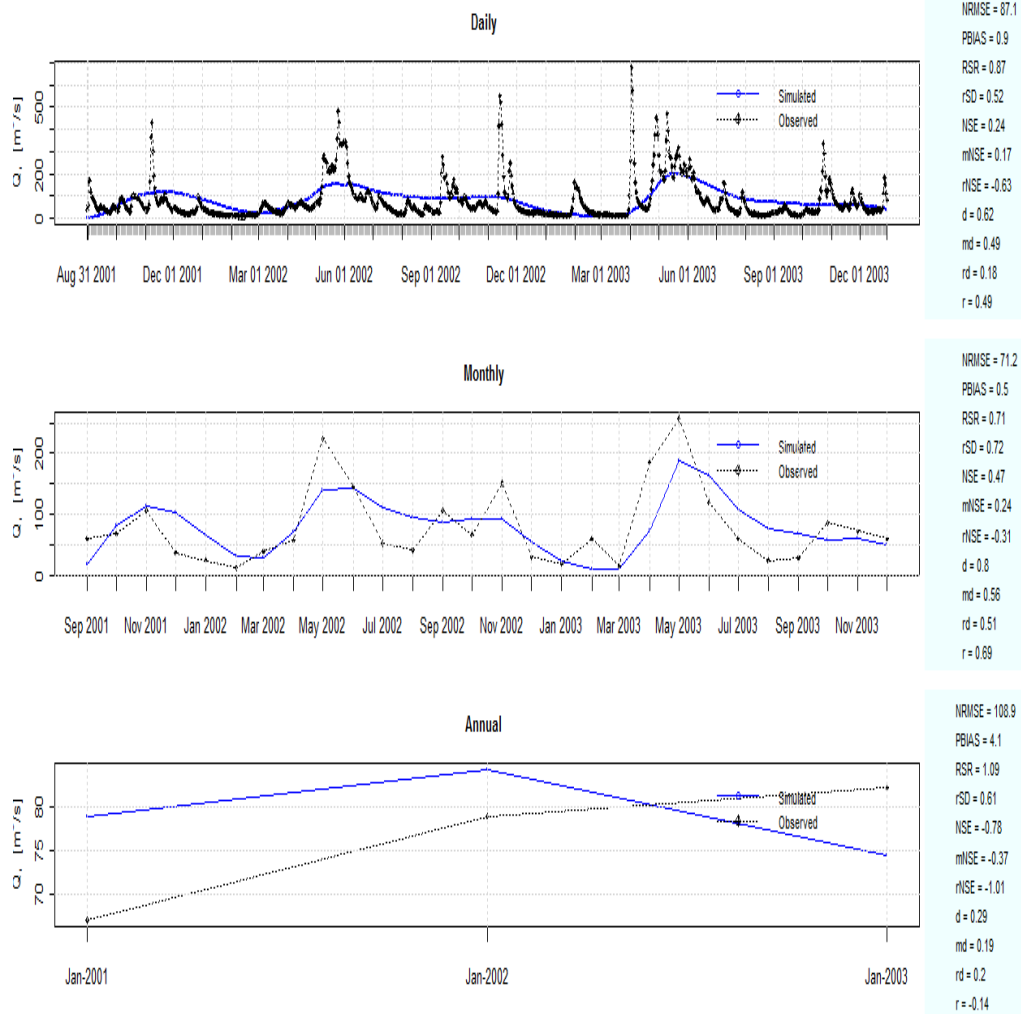 Daily
Q, [m^/s]
500
200
0
Simulated
Observed
Aug 31 2001 Dec 01 2001 Mar 01 2002 Jun 01 2002 Sep 01 2002 Dec 01 2002 Mar 01 2003 Jun 01 2003 Sep 01 2003 Dec 01 2003
NRMSE = 87.1
PBIAS = 0.9
RSR = 0.87
rSD = 0.52
NSE = 0.24
mNSE = 0.17
rNSE = -0.63
d = 0.62
md = 0.49
rd = 0.18
r = 0.49
Monthly
Q, [m^/s]
200
100
0
Simulated
Observed
Sep 2001 Nov 2001 Jan 2002 Mar 2002 May 2002 Jul 2002 Sep 2002 Nov 2002 Jan 2003 Mar 2003 May 2003 Jul 2003 Sep 2003 Nov 2003
NRMSE = 71.2
PBIAS = 0.5
RSR = 0.71
rSD = 0.72
NSE = 0.47
mNSE = 0.24
rNSE = -0.31
d = 0.8
md = 0.56
rd = 0.51
r = 0.69
Annual
Q, [m^/s]
80
75
70
Simulated
Observed
Jan-2001 Jan-2002 Jan-2003
NRMSE = 108.9
PBIAS = 4.1
RSR = 1.09
rSD = 0.61
NSE = -0.78
mNSE = -0.37
rNSE = -1.01
d = 0.29
md = 0.19
rd = 0.2
r = -0.14